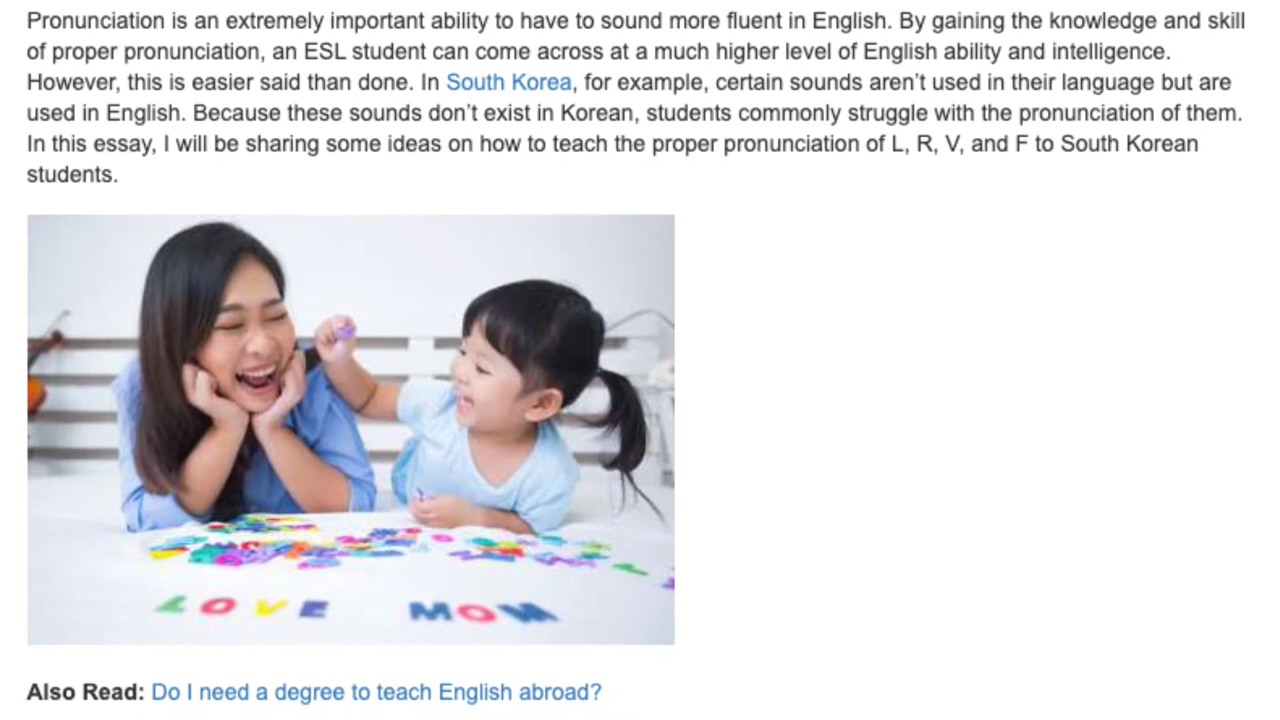 Pronunciation is an extremely important ability to have to sound more fluent in English. By gaining the knowledge and skill
of proper pronunciation, an ESL student can come across at a much higher level of English ability and intelligence.
However, this is easier said than done. In South Korea, for example, certain sounds aren’t used in their language but are
used in English. Because these sounds don’t exist in Korean, students commonly struggle with the pronunciation of them.
In this essay, I will be sharing some ideas on how to teach the proper pronunciation of L, R, V, and F to South Korean
students.
LOVE MOM
Also Read: Do I need a degree to teach English abroad?